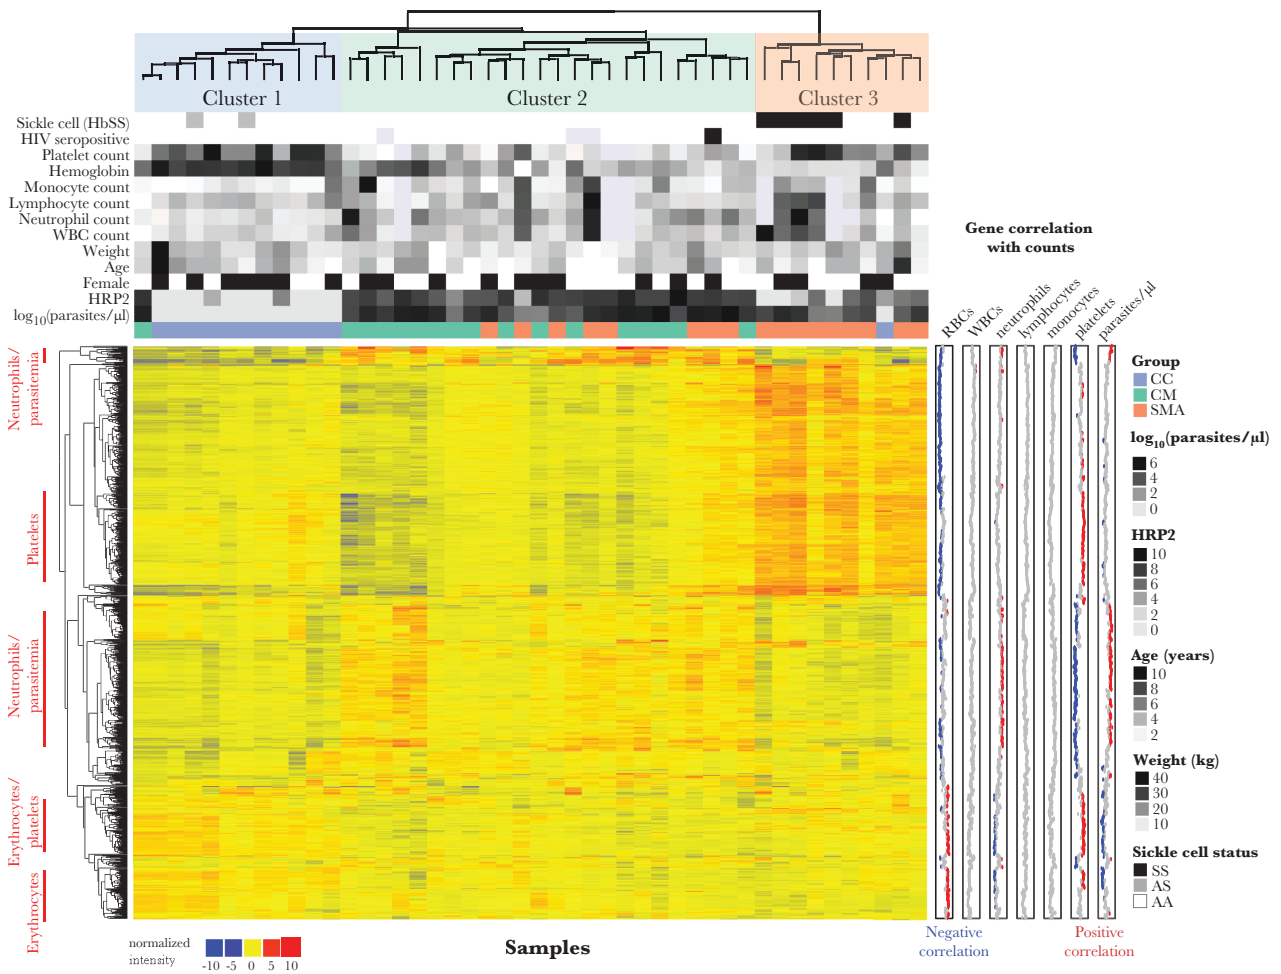 Cluster 1
Cluster 2
Cluster 3
Sickle cell (HbSS)
HIV seropositive
Platelet count
Hemoglobin
Monocyte count
Lymphocyte count
Neutrophil count
WBC count
Weight
Age
Female
HRP2
log10(parasites/µl)
Gene correlation
with counts
RBCs
WBCs
neutrophils
lymphocytes
monocytes
platelets
parasites/µl
Neutrophils/
parasitemia
Platelets
Neutrophils/
parasitemia
Erythrocytes/
platelets
Erythrocytes
Group
CC
CM
SMA
log10(parasites/µl)
6
4
2
0
HRP2
10
8
6
4
2
0
Age (years)
10
8
6
4
2
Weight (kg)
40
30
20
10
Sickle cell status
SS
AS
AA
Negative
correlation
Positive
correlation
normalized
intensity
-10 -5 0 5 10
Samples